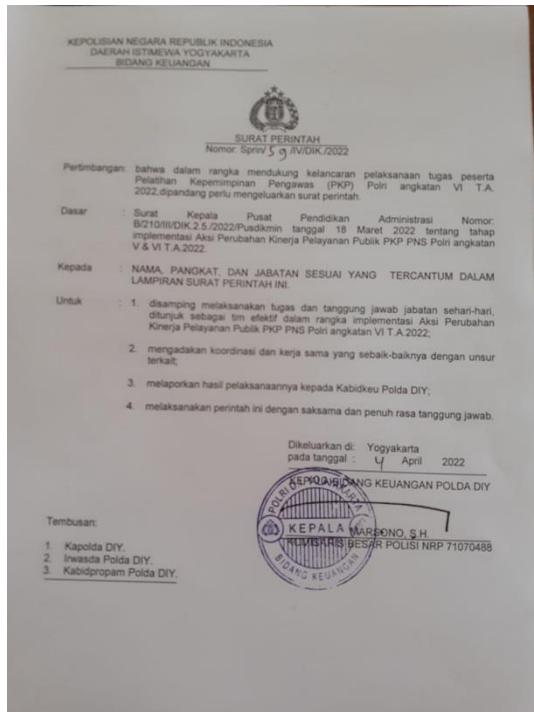 KEPOLISIAN NEGARA REPUBLIK INDONESIA
DAERAH ISTIMEWA YOGYAKARTA
BIDANG KEUANGAN
SURAT PERINTAH
Nomor: Sprin/59/IV/DIK./2022
Pertimbangan: bahwa dalam rangka mendukung kelancaran pelaksanaan tugas peserta
Pelatihan Kepemimpinan Pengawas (PKP) Polri angkatan VI T.A.
2022,dipandang perlu mengeluarkan surat perintah.
Dasar : Surat Kepala Pusat Pendidikan Administrasi Nomor:
B/210/III/DIK.2.5./2022/Pusdikmin tanggal 18 Maret 2022 tentang tahap
implementasi Aksi Perubahan Kinerja Pelayanan Publik PKP PNS Polri angkatan
V & VI T.A.2022.
Kepada : NAMA, PANGKAT, DAN JABATAN SESUAI YANG TERCANTUM DALAM
LAMPIRAN SURAT PERINTAH INI.
Untuk : 1. disamping melaksanakan tugas dan tanggung jawab jabatan sehari-hari,
ditunjuk sebagai tim efektif dalam rangka implementasi Aksi Perubahan
Kinerja Pelayanan Publik PKP PNS Polri angkatan VI T.A.2022;
2. mengadakan koordinasi dan kerja sama yang sebaik-baiknya dengan unsur
terkait;
3. melaporkan hasil pelaksanaannya kepada Kabidkeu Polda DIY;
4. melaksanakan perintah ini dengan saksama dan penuh rasa tanggung jawab.
Dikeluarkan di: Yogyakarta
pada tanggal : 4 April 2022
KEPALA BIDANG KEUANGAN POLDA DIY
POLRI D.I. YOGYAKARTA
KEPALA
BIDANG KEUANGAN
MARSONO, S.H.
KOMISARIS BESAR POLISI NRP 71070488
Tembusan:
1. Kapolda DIY.
2. Irwasda Polda DIY.
3. Kabidpropam Polda DIY.